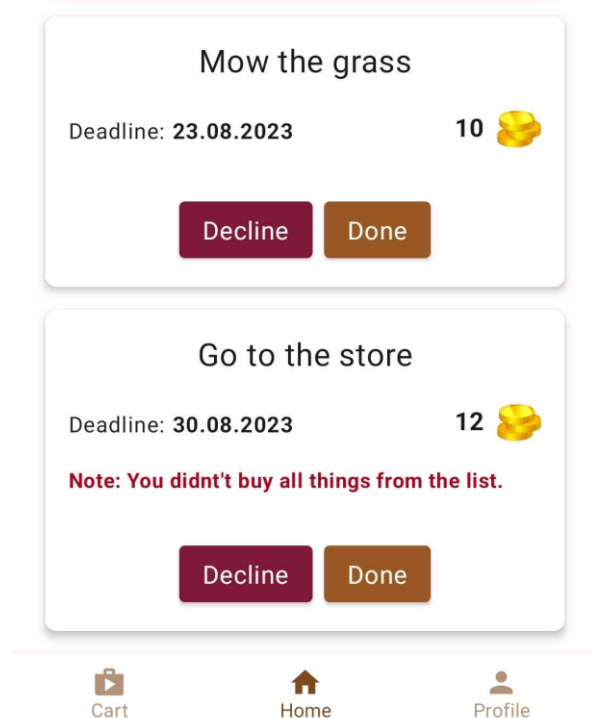 Mow the grass
Deadline: 23.08.2023
10
Decline
Done
Go to the store
Deadline: 30.08.2023
12
Note: You didnt't buy all things from the list.
Decline
Done
Cart
Home
Profile